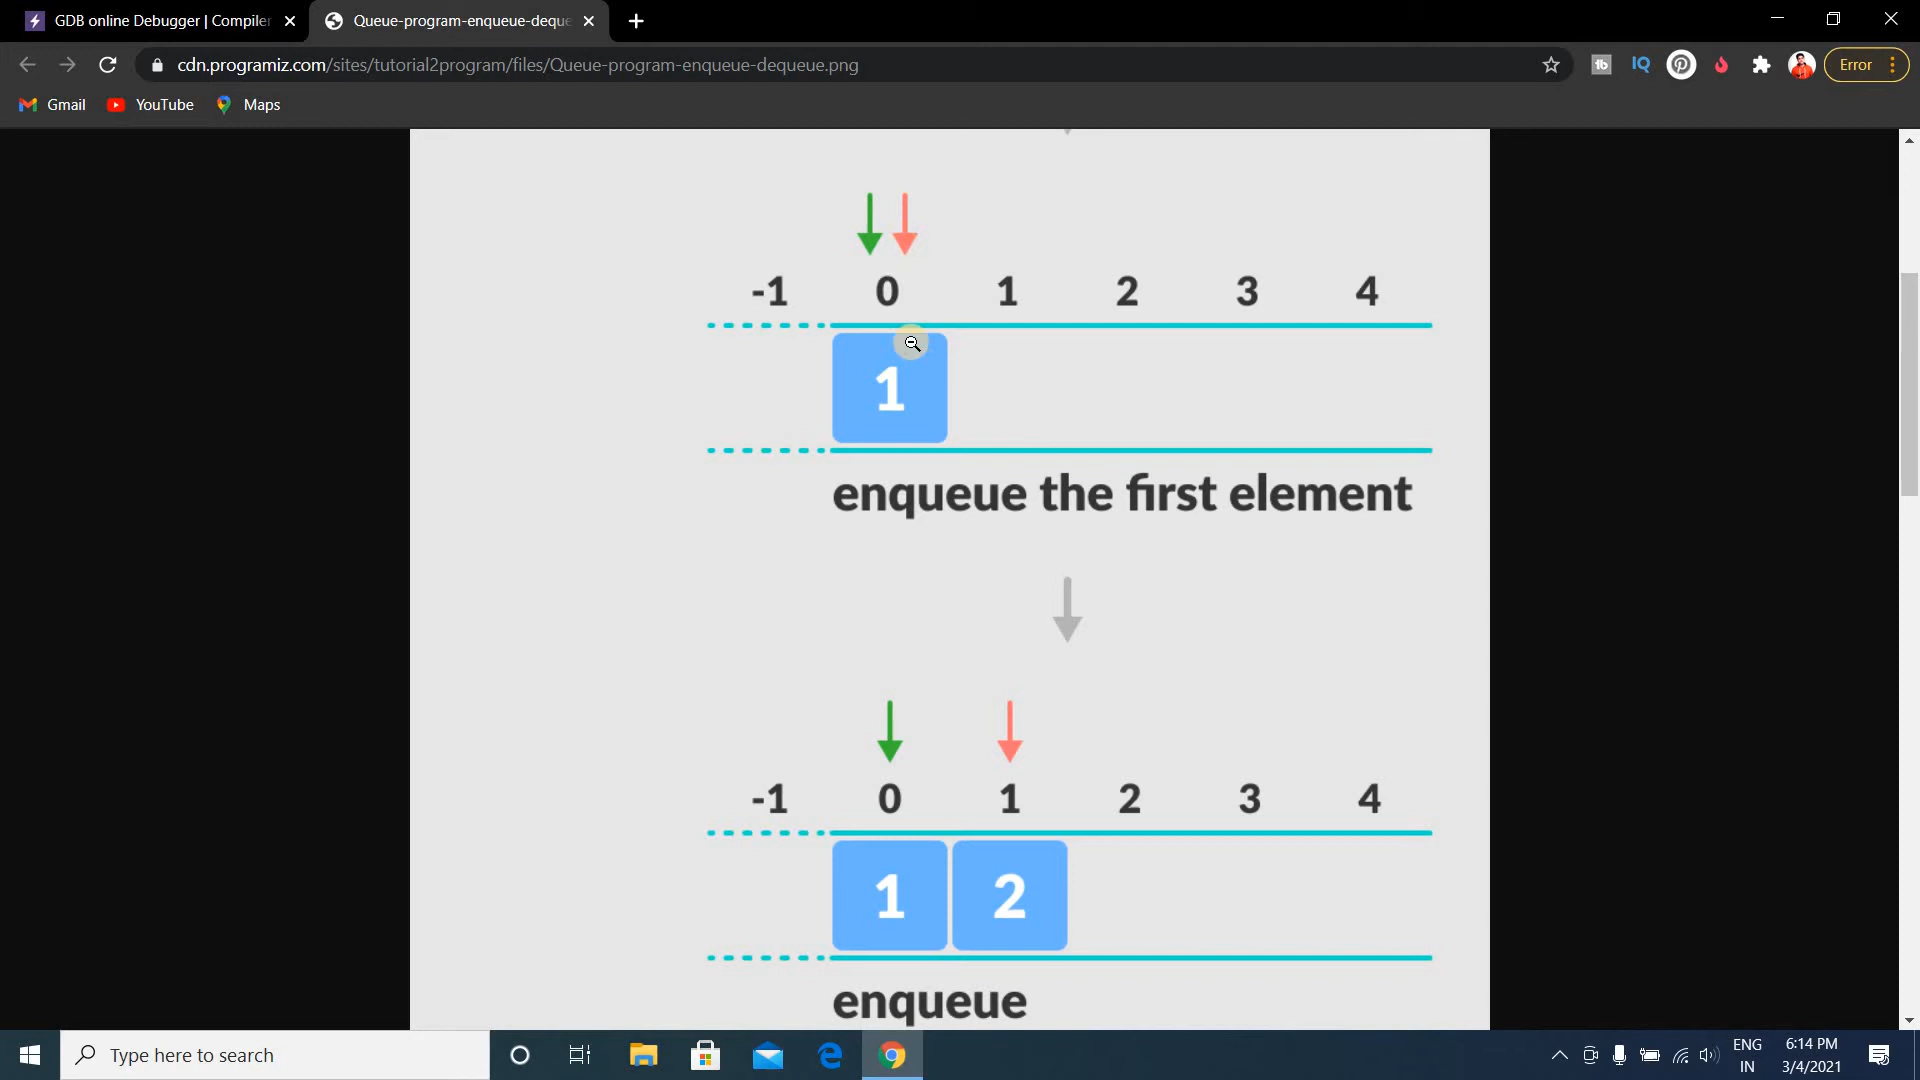 GDB online Debugger | Compiler
Queue-program-enqueue-deque
cdn.programiz.com/sites/tutorial2program/files/Queue-program-enqueue-dequeue.png
tb
IQ
Error
Gmail
YouTube
Maps
-1 0 1 2 3 4
1
enqueue the first element
-1 0 1 2 3 4
1 2
enqueue
Type here to search
ENG
IN
6:14 PM
3/4/2021